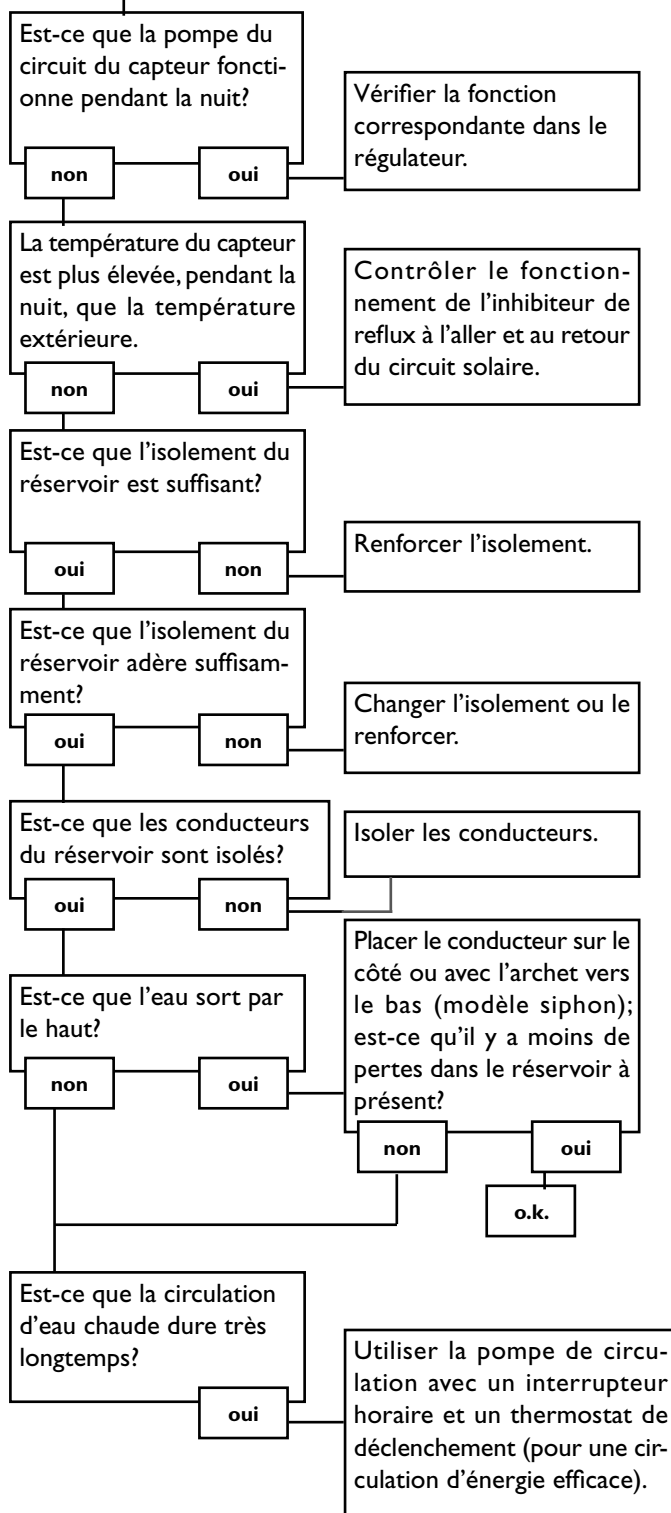 Est-ce que la pompe du
circuit du capteur foncti-
onne pendant la nuit?
non
oui
Vérifier la fonction
correspondante dans le
régulateur.
La température du capteur
est plus élevée, pendant la
nuit, que la température
extérieure.
non
oui
Contrôler le fonction-
nement de l'inhibiteur de
reflux à l'aller et au retour
du circuit solaire.
Est-ce que l'isolement du
réservoir est suffisant?
oui
non
Renforcer l'isolement.
Est-ce que l'isolement du
réservoir adère suffisam-
ment?
oui
non
Changer l'isolement ou le
renforcer.
Est-ce que les conducteurs
du réservoir sont isolés?
oui
non
Isoler les conducteurs.
Est-ce que l'eau sort par
le haut?
non
oui
Placer le conducteur sur le
côté ou avec l'archet vers
le bas (modèle siphon);
est-ce qu'il y a moins de
pertes dans le réservoir à
présent?
non
oui
o.k.
Est-ce que la circulation
d'eau chaude dure très
longtemps?
oui
Utiliser la pompe de circu-
lation avec un interrupteur
horaire et un thermostat de
déclenchement (pour une cir-
culation d'énergie efficace).